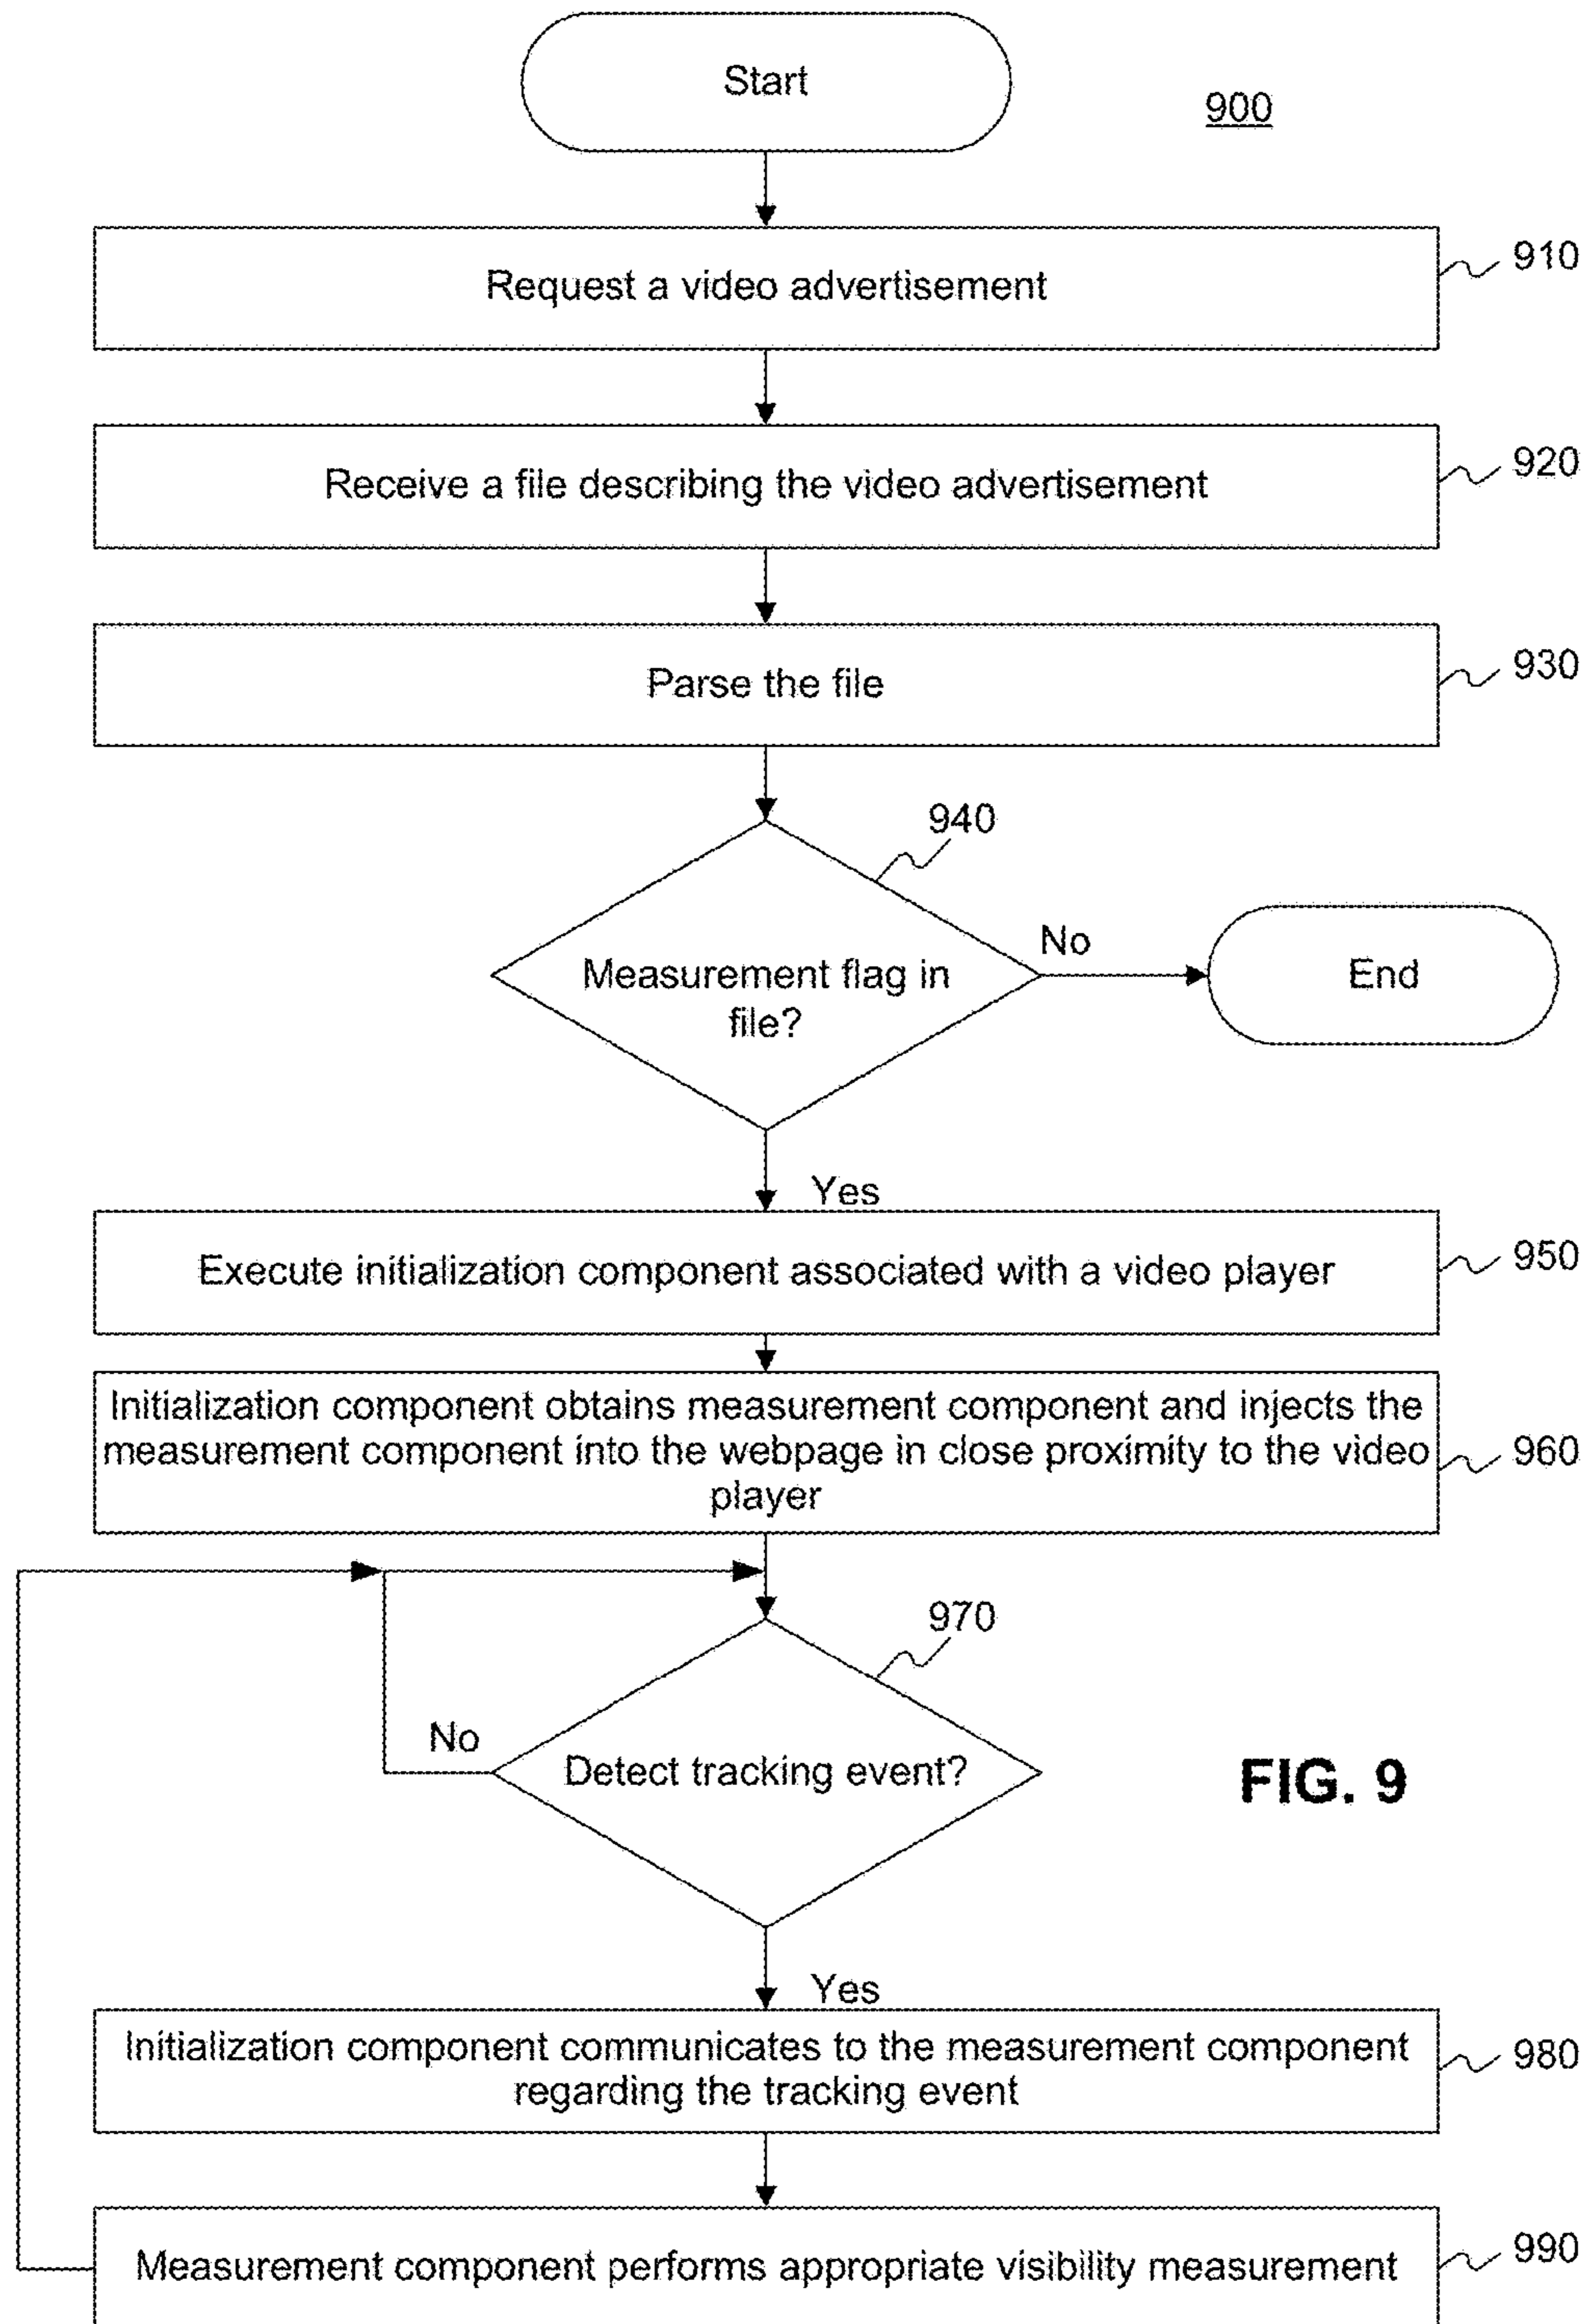 Start
900
Request a video advertisement
910
Receive a file describing the video advertisement
920
Parse the file
930
940
Measurement flag in
file?
No
End
Yes
Execute initialization component associated with a video player
950
Initialization component obtains measurement component and injects the
measurement component into the webpage in close proximity to the video
player
960
970
Detect tracking event?
No
FIG. 9
Yes
Initialization component communicates to the measurement component
regarding the tracking event
980
Measurement component performs appropriate visibility measurement
990